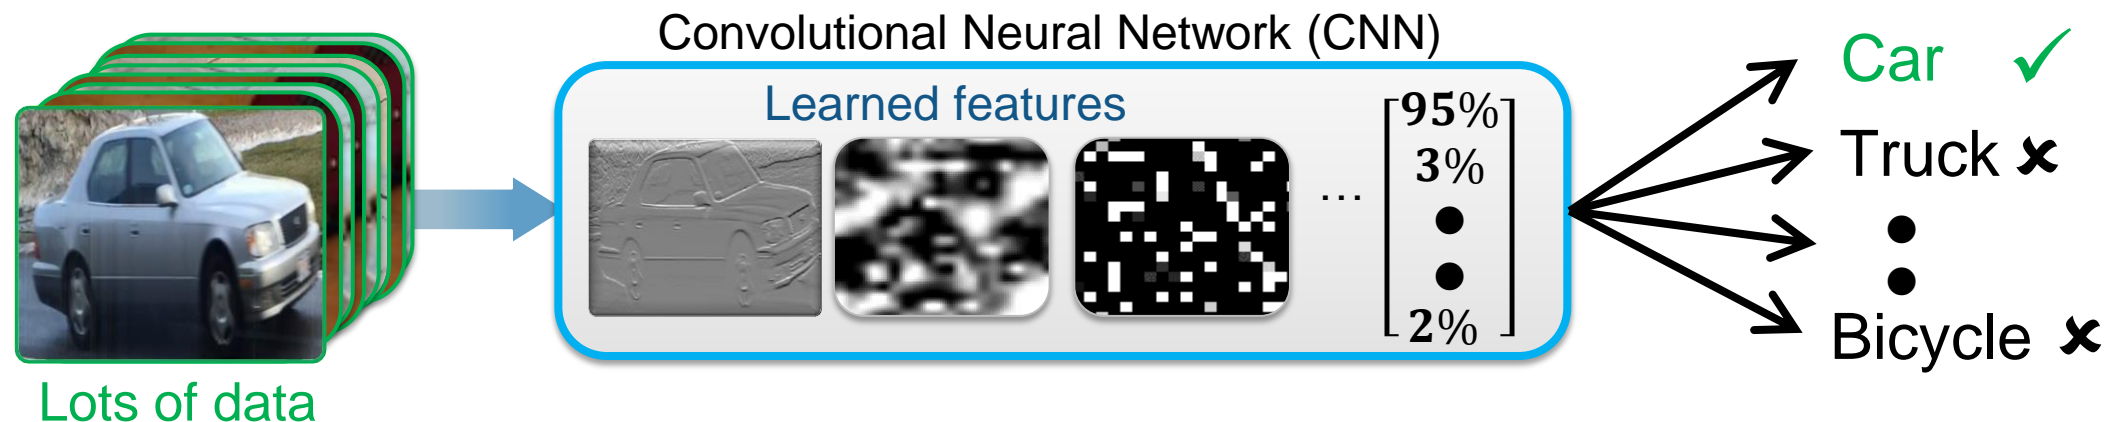 Convolutional Neural Network (CNN)
Learned features
Lots of data
…
95%
3%
2%
Car ✓
Truck ✘
Bicycle ✘